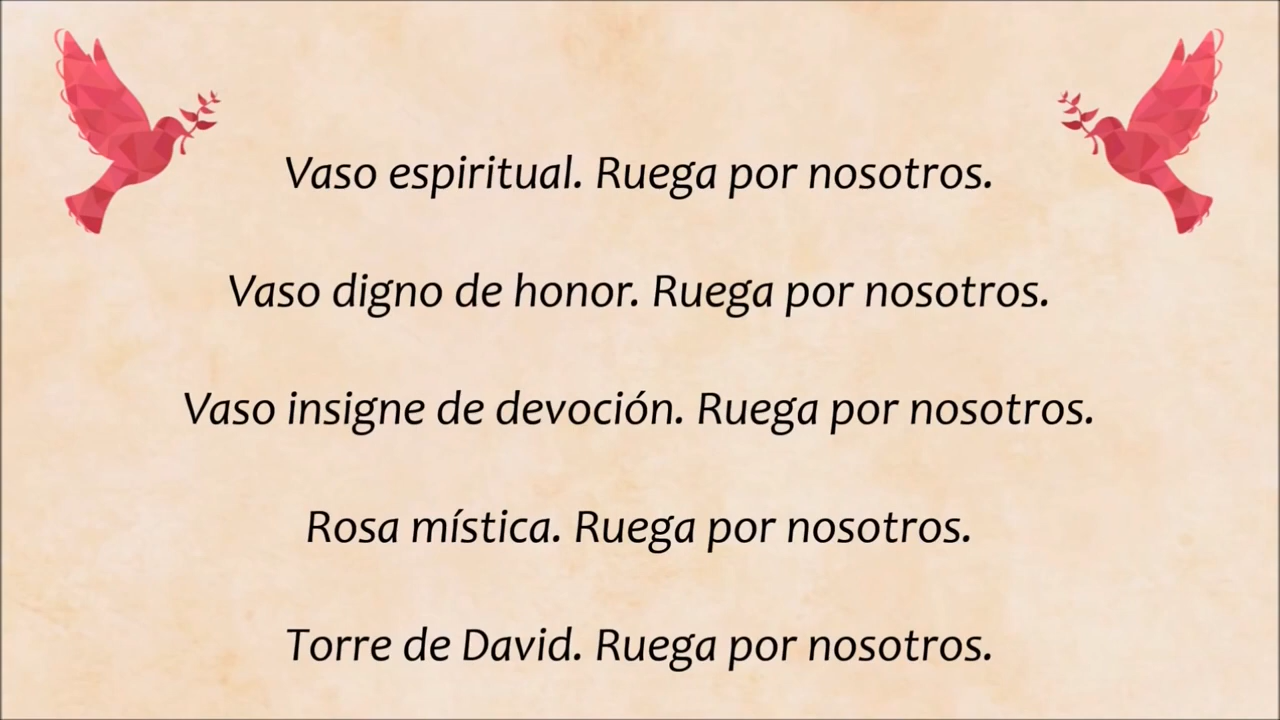 Vaso espiritual. Ruega por nosotros.
Vaso digno de honor. Ruega por nosotros.
Vaso insigne de devoción. Ruega por nosotros.
Rosa mística. Ruega por nosotros.
Torre de David. Ruega por nosotros.